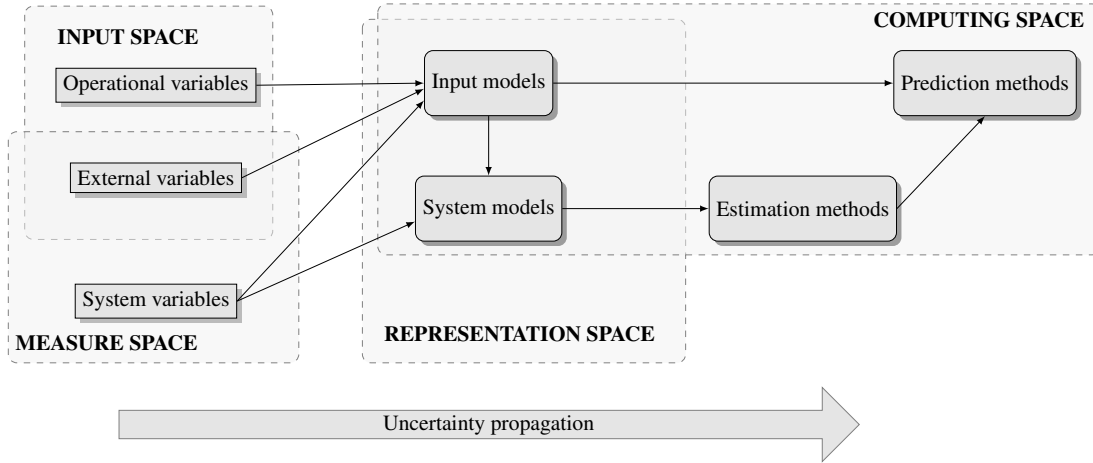 INPUT SPACE
COMPUTING SPACE
Operational variables
Input models
Prediction methods
External variables
System models
Estimation methods
System variables
MEASURE SPACE
REPRESENTATION SPACE
Uncertainty propagation